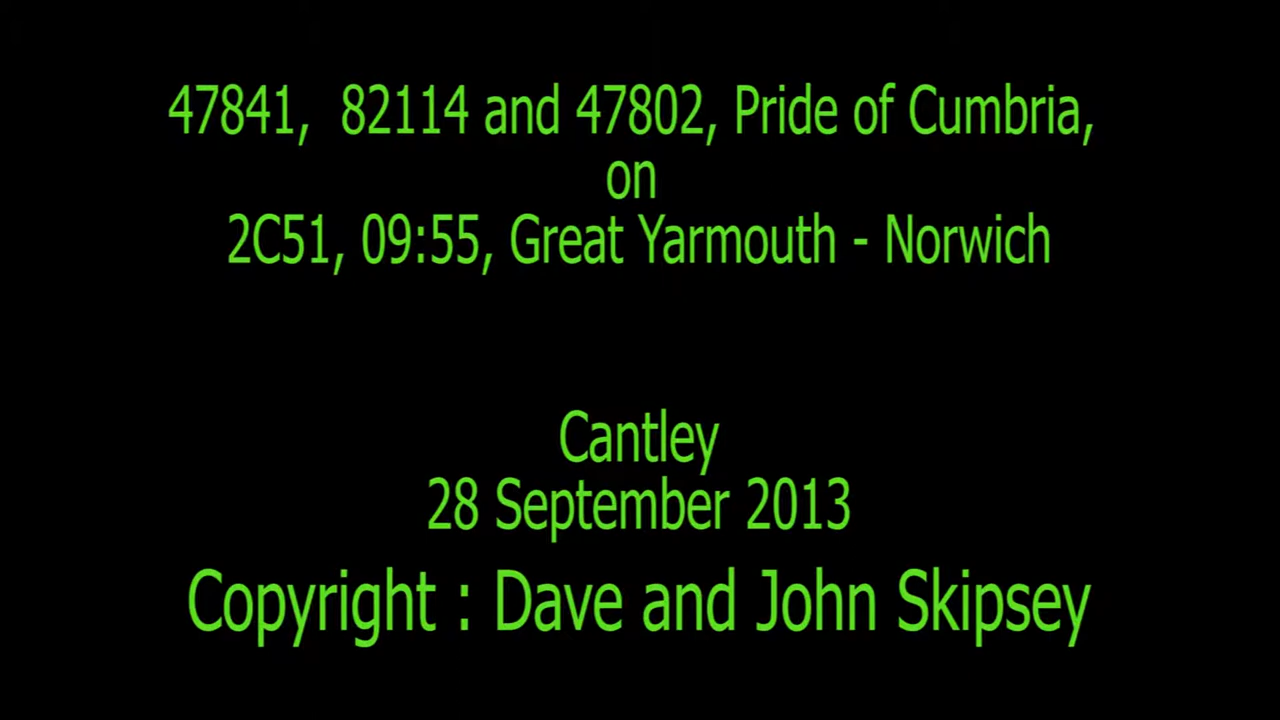 47841,  82114 and 47802, Pride of Cumbria,
on
2C51, 09:55, Great Yarmouth - Norwich
Cantley
28 September 2013
Copyright : Dave and John Skipsey